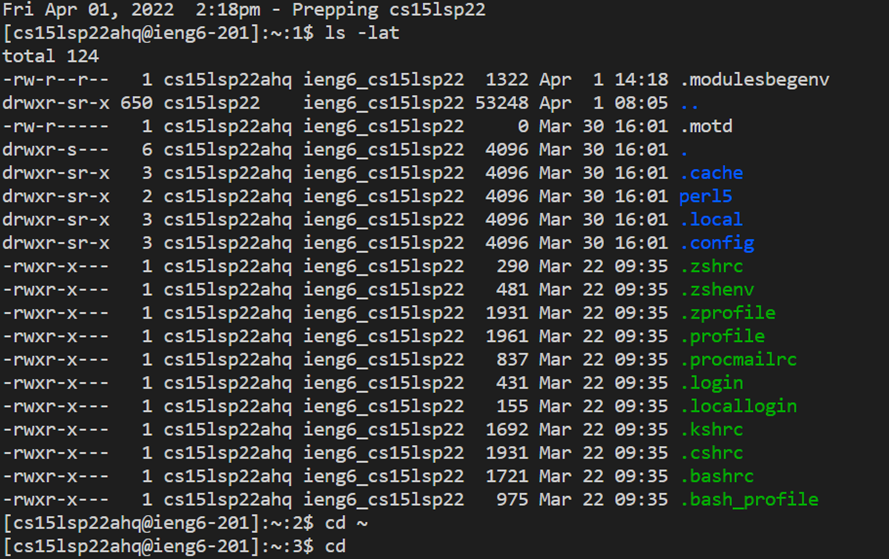 Fri Apr 01, 2022  2:18pm - Prepping cs15lsp22
[cs15lsp22ahq@ieng6-201]:~:1$ ls -lat
total 124
-rw-r--r--   1 cs15lsp22ahq ieng6_cs15lsp22  1322 Apr  1 14:18 .modulesbegenv
drwxr-sr-x 650 cs15lsp22    ieng6_cs15lsp22 53248 Apr  1 08:05 ..
-rw-r-----   1 cs15lsp22ahq ieng6_cs15lsp22     0 Mar 30 16:01 .motd
drwxr-s---   6 cs15lsp22ahq ieng6_cs15lsp22  4096 Mar 30 16:01 .
drwxr-sr-x   3 cs15lsp22ahq ieng6_cs15lsp22  4096 Mar 30 16:01 .cache
drwxr-sr-x   2 cs15lsp22ahq ieng6_cs15lsp22  4096 Mar 30 16:01 perl5
drwxr-sr-x   3 cs15lsp22ahq ieng6_cs15lsp22  4096 Mar 30 16:01 .local
drwxr-sr-x   3 cs15lsp22ahq ieng6_cs15lsp22  4096 Mar 30 16:01 .config
-rwxr-x---   1 cs15lsp22ahq ieng6_cs15lsp22   290 Mar 22 09:35 .zshrc
-rwxr-x---   1 cs15lsp22ahq ieng6_cs15lsp22   481 Mar 22 09:35 .zshenv
-rwxr-x---   1 cs15lsp22ahq ieng6_cs15lsp22  1931 Mar 22 09:35 .zprofile
-rwxr-x---   1 cs15lsp22ahq ieng6_cs15lsp22  1961 Mar 22 09:35 .profile
-rwxr-x---   1 cs15lsp22ahq ieng6_cs15lsp22   837 Mar 22 09:35 .procmailrc
-rwxr-x---   1 cs15lsp22ahq ieng6_cs15lsp22   431 Mar 22 09:35 .login
-rwxr-x---   1 cs15lsp22ahq ieng6_cs15lsp22   155 Mar 22 09:35 .locallogin
-rwxr-x---   1 cs15lsp22ahq ieng6_cs15lsp22  1692 Mar 22 09:35 .kshrc
-rwxr-x---   1 cs15lsp22ahq ieng6_cs15lsp22  1931 Mar 22 09:35 .cshrc
-rwxr-x---   1 cs15lsp22ahq ieng6_cs15lsp22  1721 Mar 22 09:35 .bashrc
-rwxr-x---   1 cs15lsp22ahq ieng6_cs15lsp22   975 Mar 22 09:35 .bash_profile
[cs15lsp22ahq@ieng6-201]:~:2$ cd ~
[cs15lsp22ahq@ieng6-201]:~:3$ cd